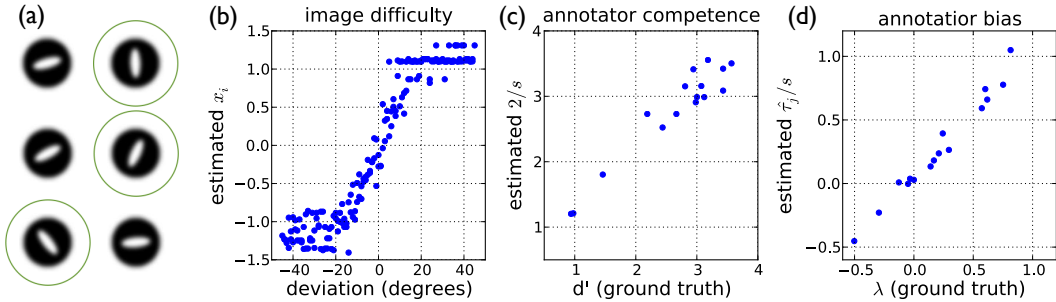 (a)
(b) image difficulty
estimated x_i
1.5
1.0
0.5
0.0
−0.5
−1.0
−1.5
−40 −20 0 20 40
deviation (degrees)
(c) annotator competence
estimated 2/s
4
3
2
1
1 2 3 4
d' (ground truth)
(d) annotatior bias
estimated τ̂_j/s
1.0
0.5
0.0
−0.5
−0.5 0.0 0.5 1.0
λ (ground truth)